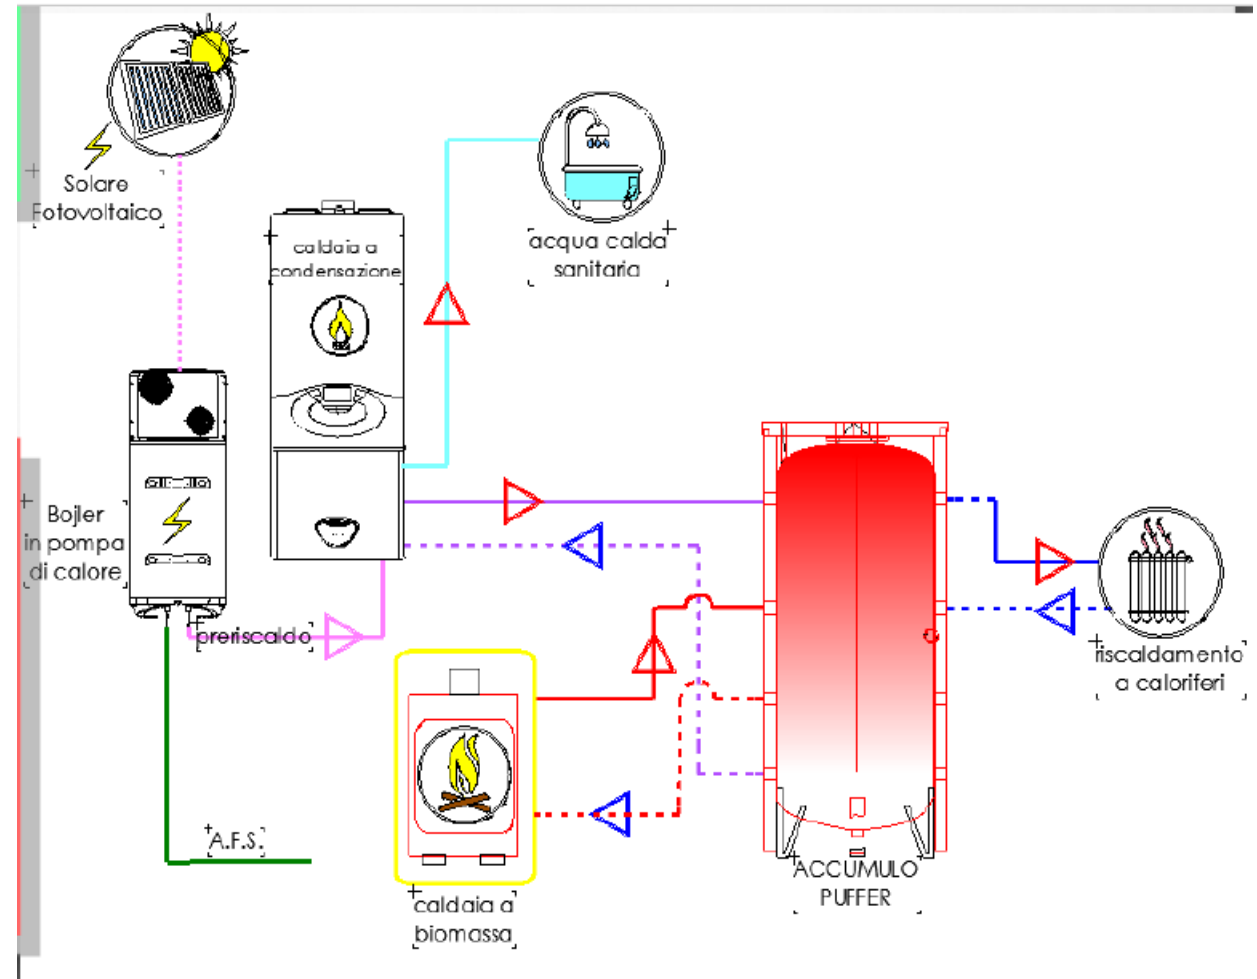 Solare
Fotovoltaico
acqua calda
sanitaria
caldaia a
condensazione
Bojler
in pompa
di calore
preriscaldo
riscaldamento
a caloriferi
A.F.S.
ACCUMULO
PUFFER
caldaia a
biomassa